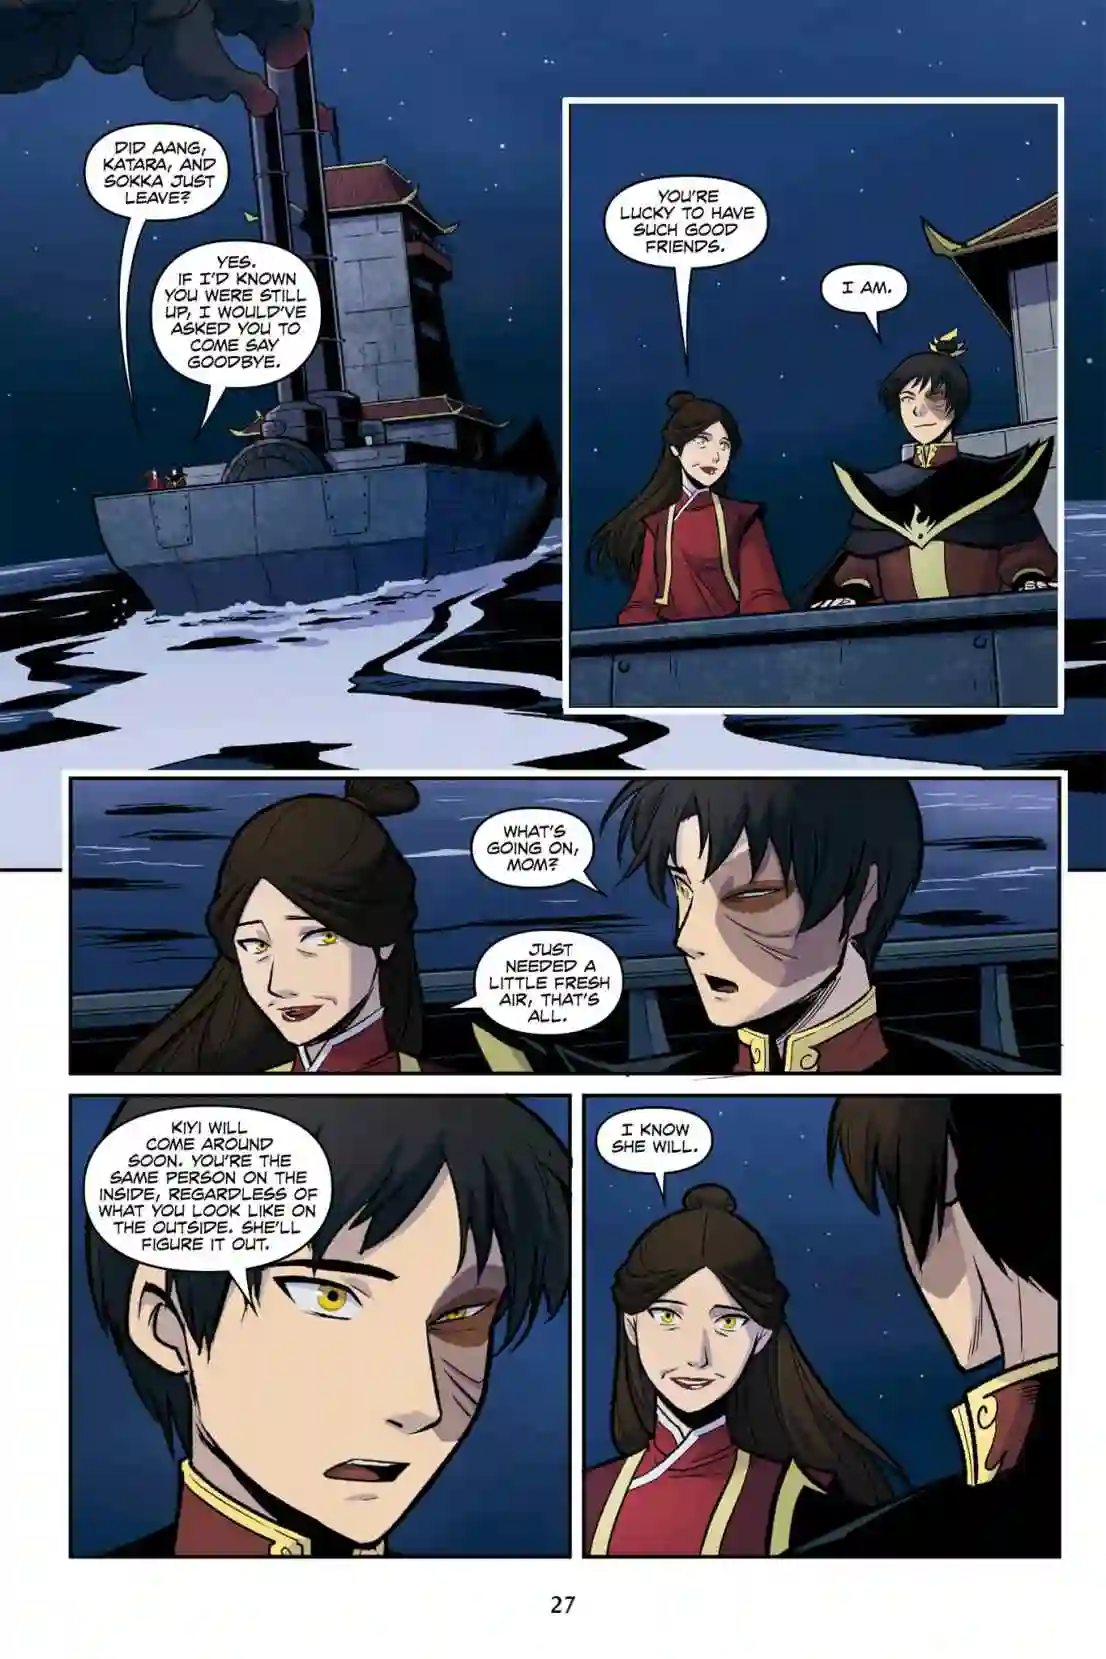 DID AANG,
KATARA, AND
SOKKA JUST
LEAVE?
YES.
IF I'D KNOWN
YOU WERE STILL
UP, I WOULD'VE
ASKED YOU TO
COME SAY
GOODBYE.
YOU'RE
LUCKY TO HAVE
SUCH GOOD
FRIENDS.
I AM.
WHAT'S
GOING ON,
MOM?
JUST
NEEDED A
LITTLE FRESH
AIR, THAT'S
ALL.
KIYI WILL
COME AROUND
SOON. YOU'RE THE
SAME PERSON ON THE
INSIDE, REGARDLESS OF
WHAT YOU LOOK LIKE ON
THE OUTSIDE. SHE'LL
FIGURE IT OUT.
I KNOW
SHE WILL.
27